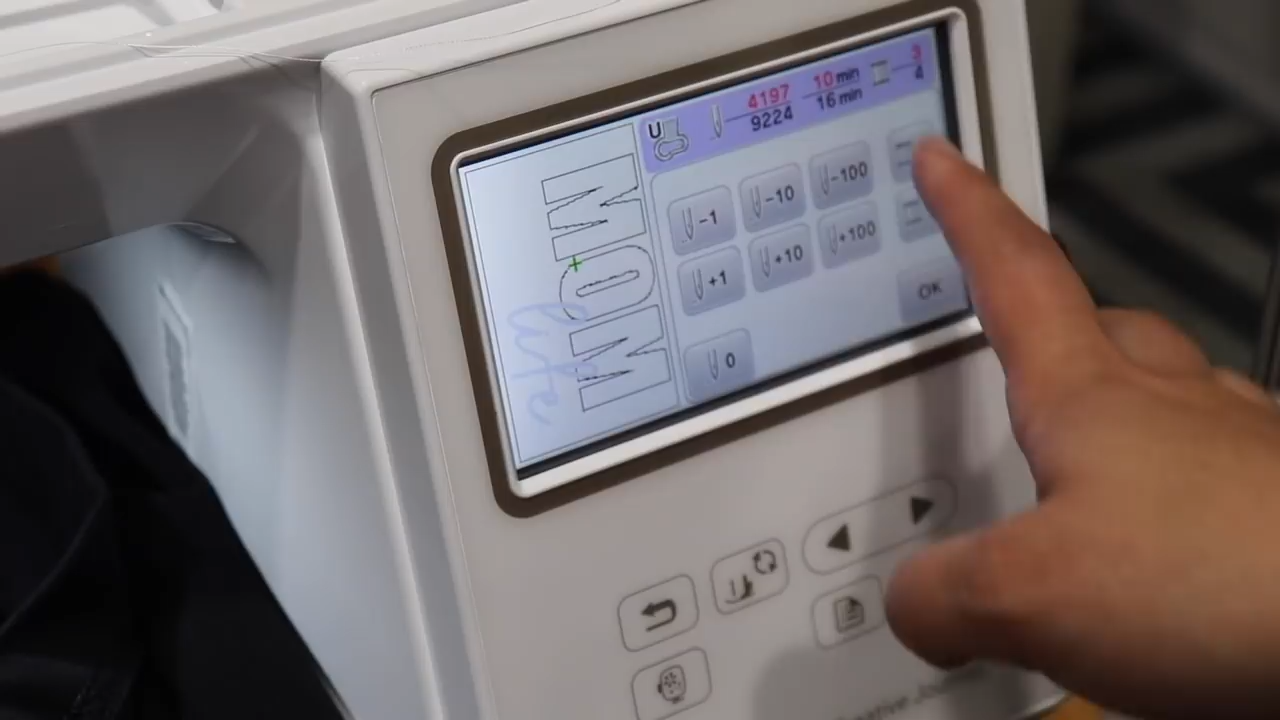 U 4197 10 min 3
9224 16 min 4
-1 -10 -100
+1 +10 +100
OK
0
MOM
life